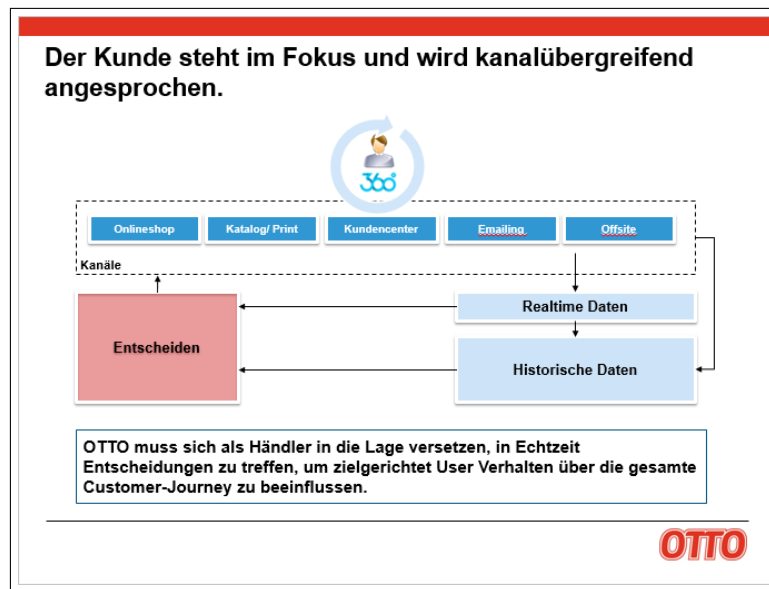 Der Kunde steht im Fokus und wird kanalübergreifend
angesprochen.
360°
Onlineshop
Katalog/ Print
Kundencenter
Emailing
Offsite
Kanäle
Realtime Daten
Entscheiden
Historische Daten
OTTO muss sich als Händler in die Lage versetzen, in Echtzeit
Entscheidungen zu treffen, um zielgerichtet User Verhalten über die gesamte
Customer-Journey zu beeinflussen.
OTTO